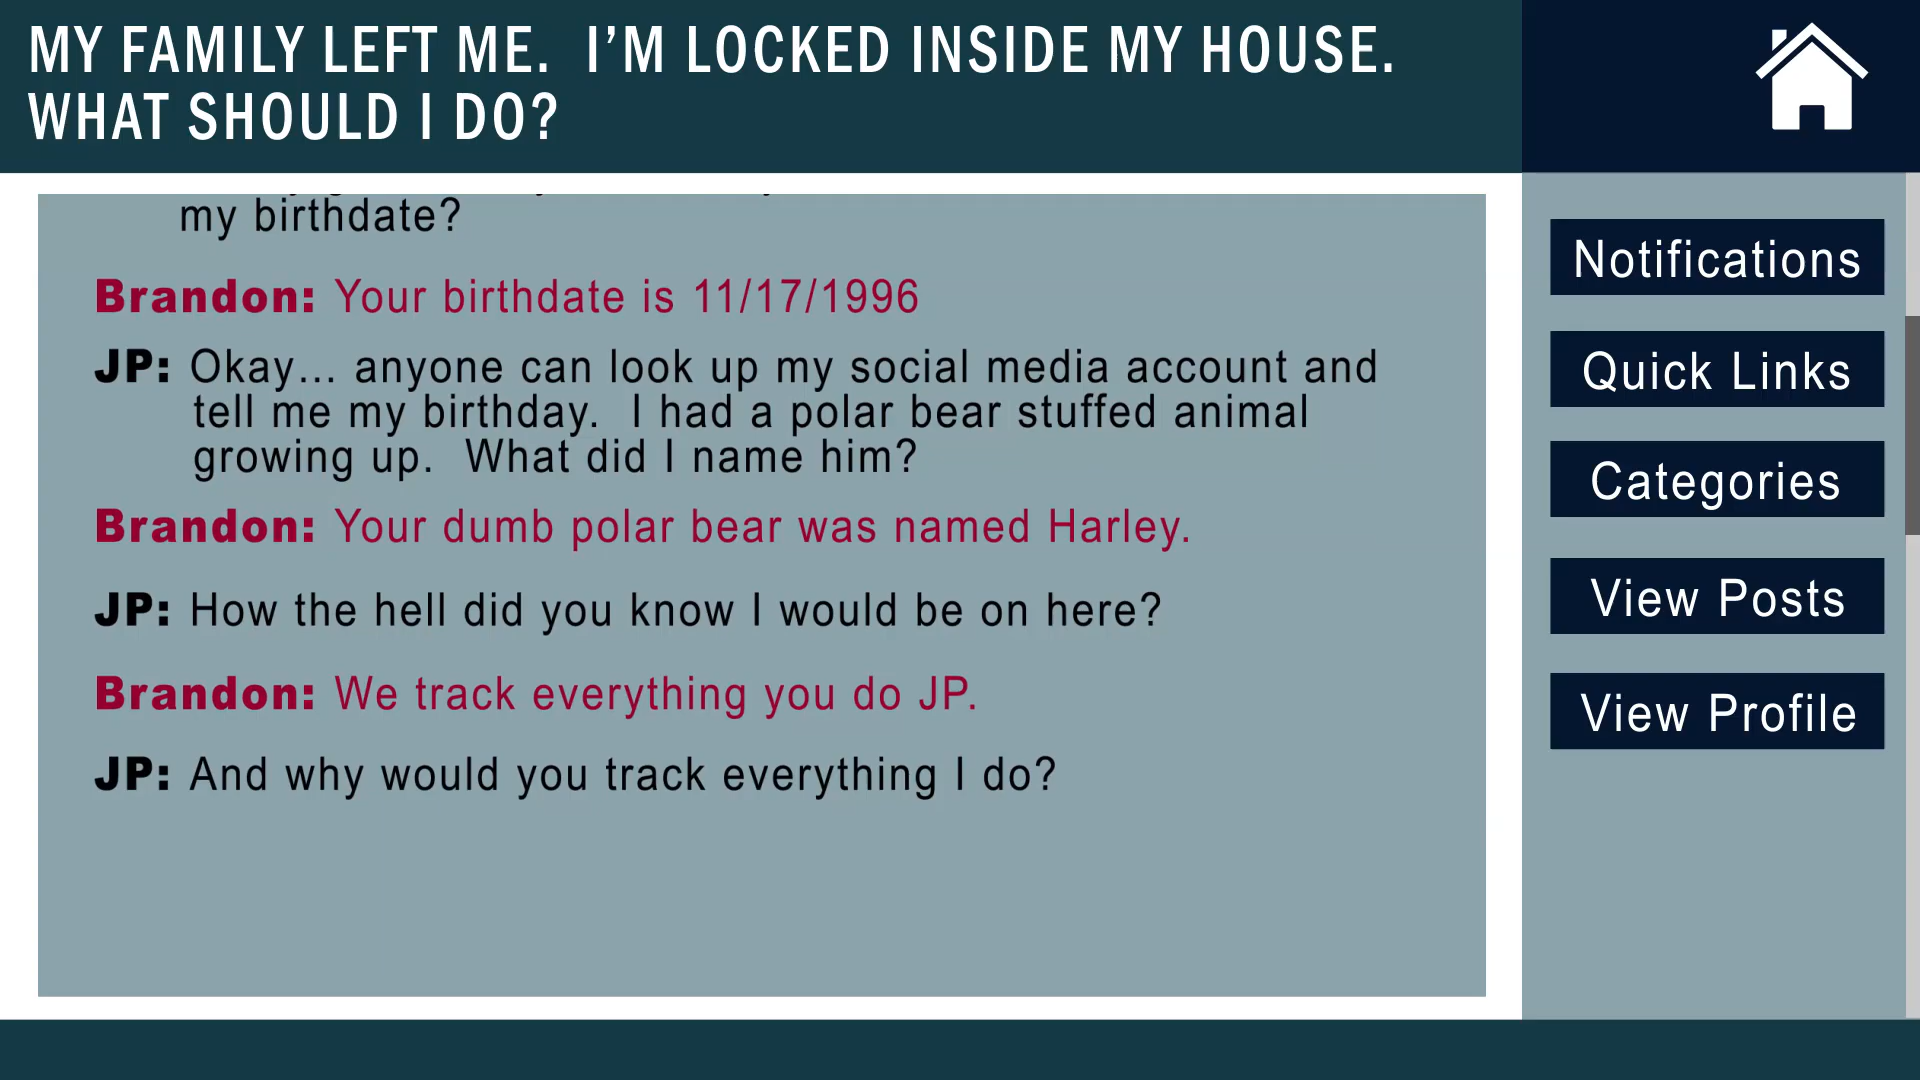 MY FAMILY LEFT ME.  I’M LOCKED INSIDE MY HOUSE.
WHAT SHOULD I DO?
my birthdate?
Brandon: Your birthdate is 11/17/1996
JP: Okay... anyone can look up my social media account and
tell me my birthday.  I had a polar bear stuffed animal
growing up.  What did I name him?
Brandon: Your dumb polar bear was named Harley.
JP: How the hell did you know I would be on here?
Brandon: We track everything you do JP.
JP: And why would you track everything I do?
Notifications
Quick Links
Categories
View Posts
View Profile